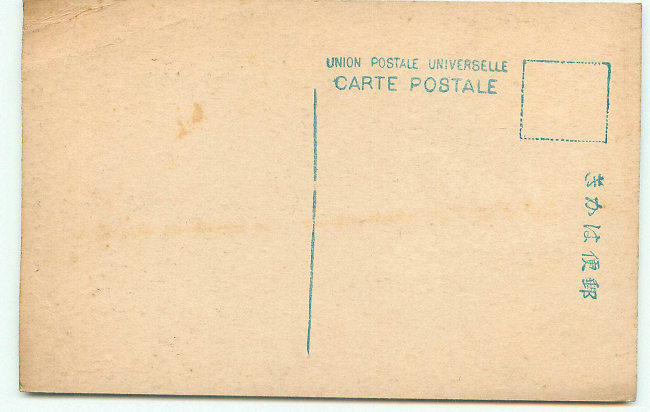 UNION POSTALE UNIVERSELLE
CARTE POSTALE
郵便はかき